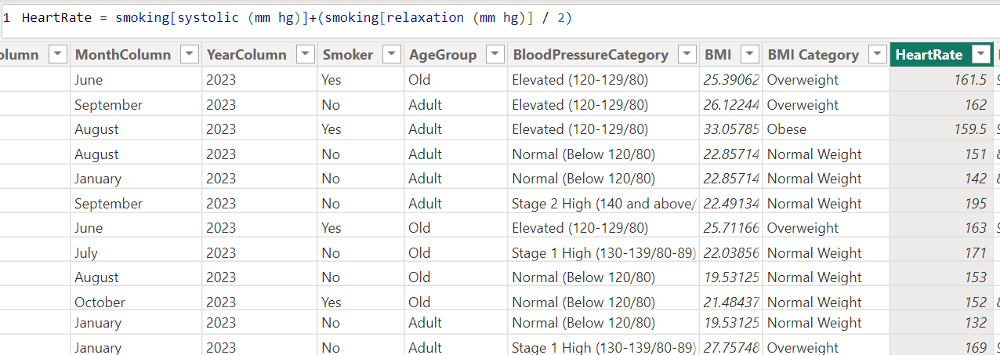 1 HeartRate = smoking[systolic (mm hg)]+(smoking[relaxation (mm hg)] / 2)
olumn MonthColumn YearColumn Smoker AgeGroup BloodPressureCategory BMI BMI Category HeartRate
June 2023 Yes Old Elevated (120-129/80) 25.39062 Overweight 161.5
September 2023 No Adult Elevated (120-129/80) 26.12244 Overweight 162
August 2023 Yes Adult Elevated (120-129/80) 33.05785 Obese 159.5
August 2023 No Adult Normal (Below 120/80) 22.85714 Normal Weight 151
January 2023 No Adult Normal (Below 120/80) 22.85714 Normal Weight 142
September 2023 No Adult Stage 2 High (140 and above/ 22.49134 Normal Weight 195
June 2023 Yes Old Elevated (120-129/80) 25.71166 Overweight 163
July 2023 No Old Stage 1 High (130-139/80-89) 22.03856 Normal Weight 171
August 2023 No Old Normal (Below 120/80) 19.53125 Normal Weight 153
October 2023 Yes Old Normal (Below 120/80) 21.48437 Normal Weight 152
January 2023 No Adult Normal (Below 120/80) 19.53125 Normal Weight 132
January 2023 No Adult Stage 1 High (130-139/80-89) 27.75748 Overweight 169